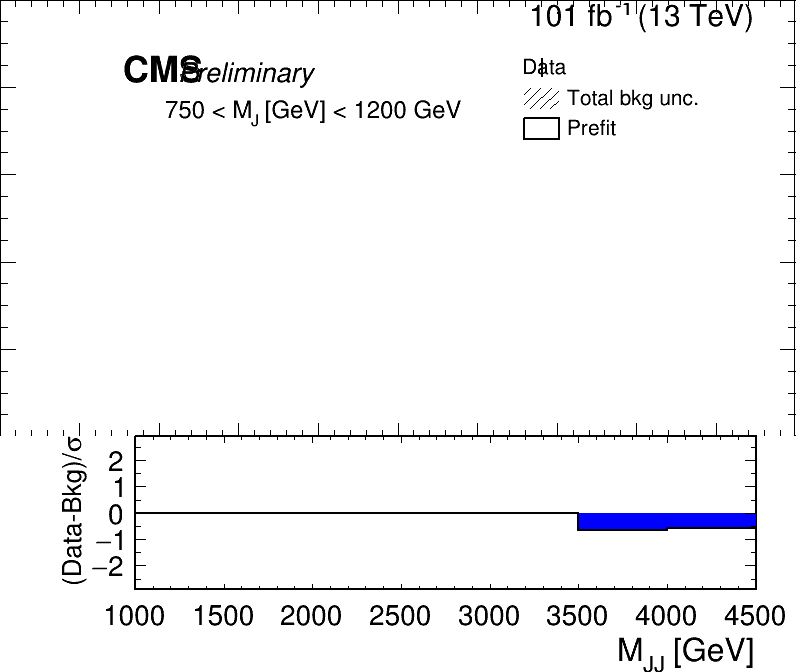 101 fb⁻¹ (13 TeV)
CMS Preliminary
Data
750 < M_J [GeV] < 1200 GeV
Total bkg unc.
Prefit
(Data-Bkg)/σ
2
1
0
−1
−2
1000 1500 2000 2500 3000 3500 4000 4500
M_JJ [GeV]